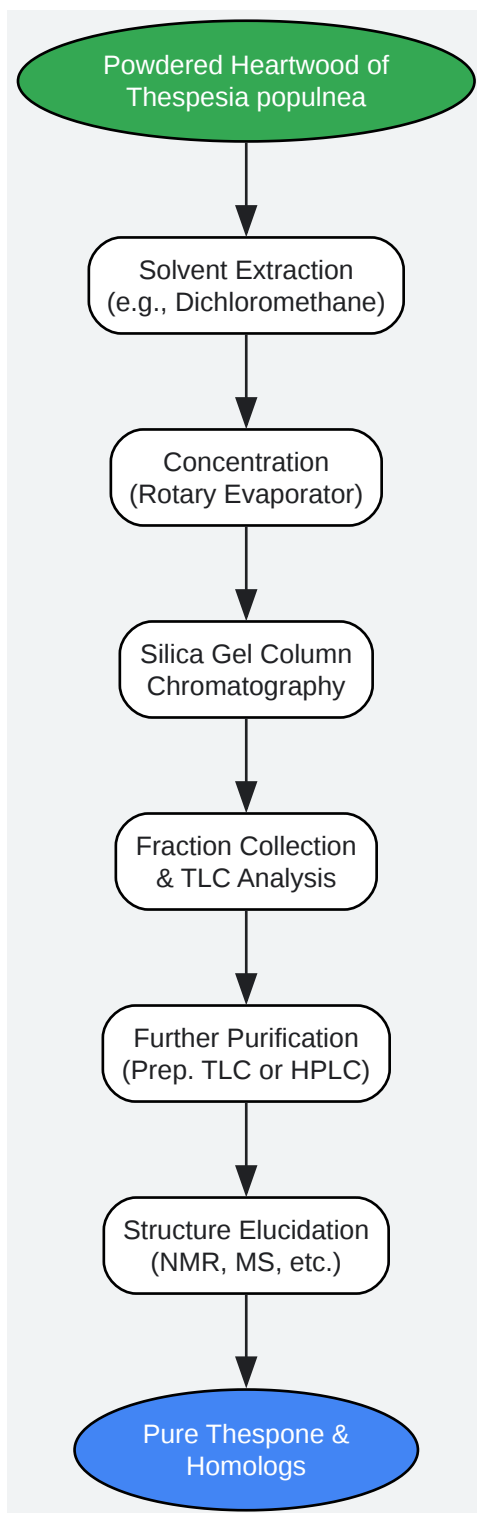 Powdered Heartwood of
Thespesia populnea
Solvent Extraction
(e.g., Dichloromethane)
Concentration
(Rotary Evaporator)
Silica Gel Column
Chromatography
Fraction Collection
& TLC Analysis
Further Purification
(Prep. TLC or HPLC)
Structure Elucidation
(NMR, MS, etc.)
Pure Thespone &
Homologs